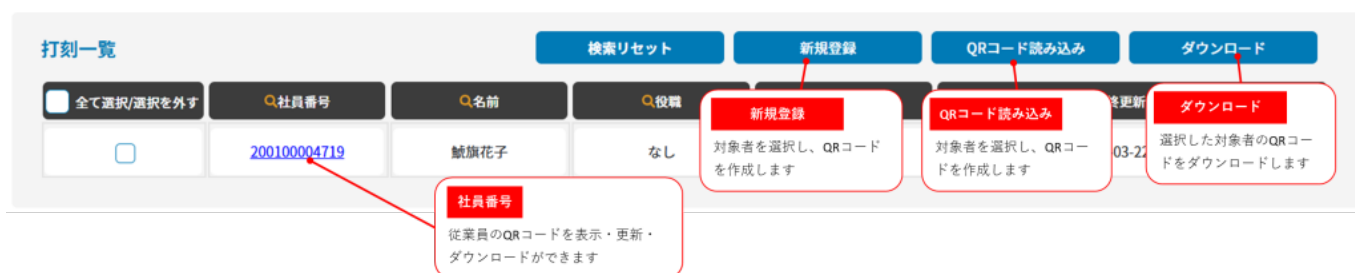 打刻一覧
検索リセット
新規登録
QRコード読み込み
ダウンロード
全て選択/選択を外す
社員番号
名前
役職
終更新
200100004719
鯱旗花子
なし
-03-22
新規登録
対象者を選択し、QRコード
を作成します
QRコード読み込み
対象者を選択し、QRコー
ドを作成します
ダウンロード
選択した対象者のQRコー
ドをダウンロードします
社員番号
従業員のQRコードを表示・更新・
ダウンロードができます